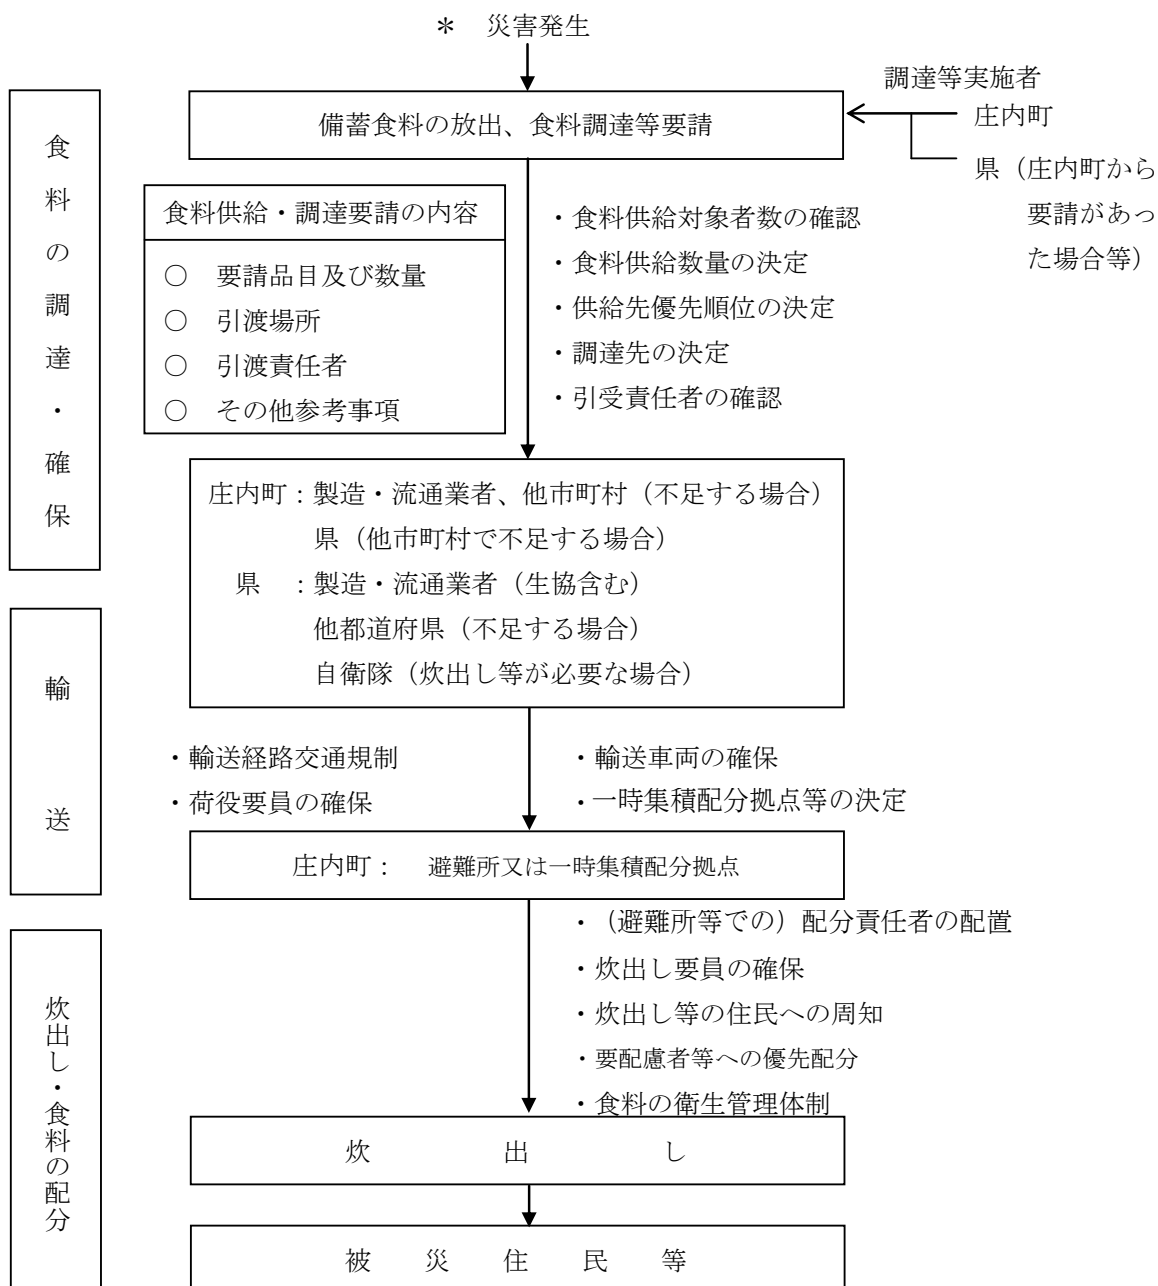 ＊　災害発生
調達等実施者
備蓄食料の放出、食料調達等要請
庄内町
県（庄内町から
要請があっ
た場合等）
食料の調達・確保
食料供給・調達要請の内容
○　要請品目及び数量
○　引渡場所
○　引渡責任者
○　その他参考事項
・食料供給対象者数の確認
・食料供給数量の決定
・供給先優先順位の決定
・調達先の決定
・引受責任者の確認
庄内町：製造・流通業者、他市町村（不足する場合）
県（他市町村で不足する場合）
県　：製造・流通業者（生協含む）
他都道府県（不足する場合）
自衛隊（炊出し等が必要な場合）
輸送
・輸送経路交通規制
・荷役要員の確保
・輸送車両の確保
・一時集積配分拠点等の決定
庄内町：　避難所又は一時集積配分拠点
炊出し・食料の配分
・（避難所等での）配分責任者の配置
・炊出し要員の確保
・炊出し等の住民への周知
・要配慮者等への優先配分
・食料の衛生管理体制
炊　出　し
被　災　住　民　等